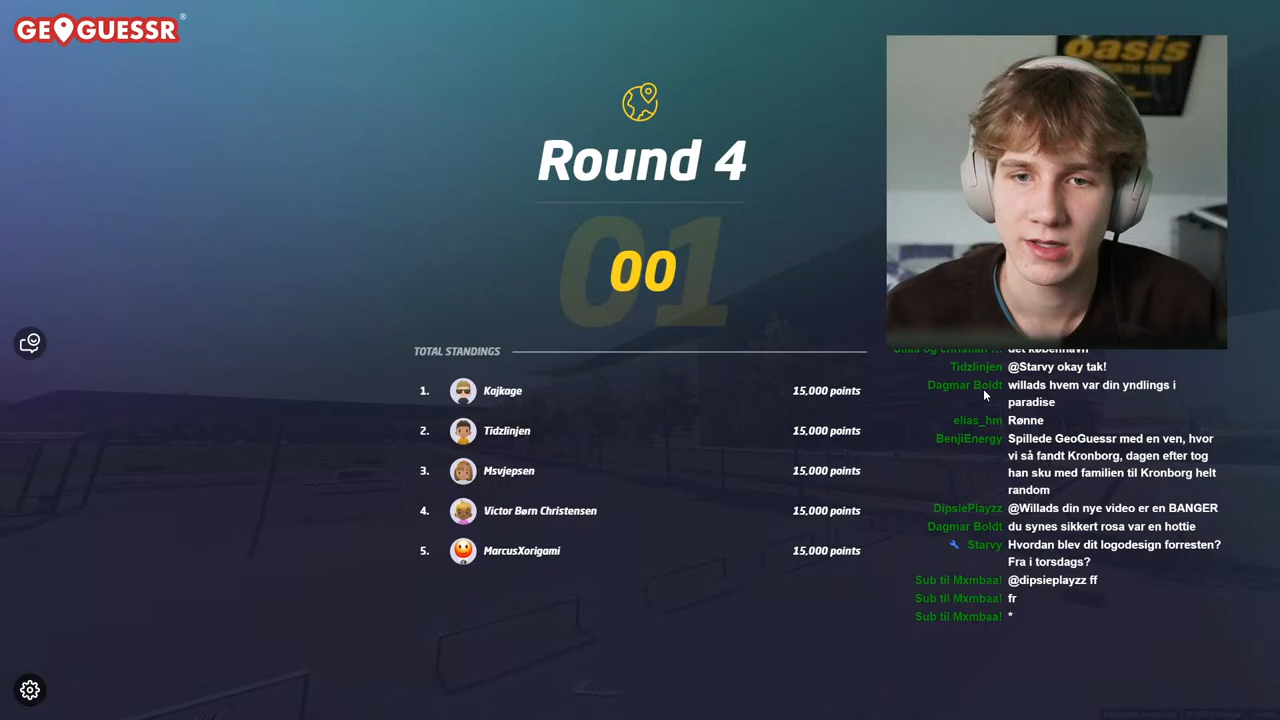 GEOGUESSR
®
oasis
Round 4
01
00
TOTAL STANDINGS
1. Kajkage 15,000 points
2. Tidzlinjen 15,000 points
3. Msvjepsen 15,000 points
4. Victor Børn Christensen 15,000 points
5. MarcusXorigami 15,000 points
det københavn
Tidzlinjen @Starvy okay tak!
Dagmar Boldt willads hvem var din yndlings i
paradise
elias_hm Rønne
BenjiEnergy Spillede GeoGuessr med en ven, hvor
vi så fandt Kronborg, dagen efter tog
han sku med familien til Kronborg helt
random
DipsiePlayzz @Willads din nye video er en BANGER
Dagmar Boldt du synes sikkert rosa var en hottie
Starvy Hvordan blev dit logodesign forresten?
Fra i torsdags?
Sub til Mxmbaa! @dipsieplayzz ff
Sub til Mxmbaa! fr
Sub til Mxmbaa! *